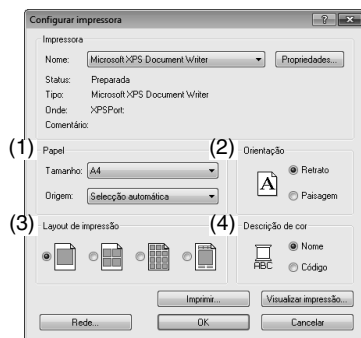 Configurar impressora
Impressora
Nome: Microsoft XPS Document Writer Propriedades...
Status: Preparada
Tipo: Microsoft XPS Document Writer
Onde: XPSPort:
Comentário:
(1) Papel
Tamanho: A4
Origem: Selecção automática
(2) Orientação
A
Retrato
Paisagem
(3) Layout de impressão
(4) Descrição de cor
ABC
Nome
Código
Imprimir... Visualizar impressão...
Rede... OK Cancelar